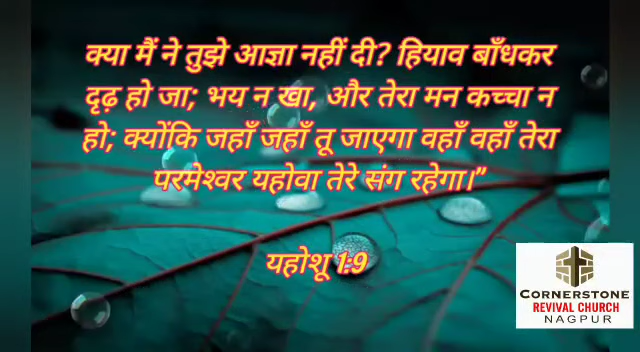 क्या मैं ने तुझे आज्ञा नहीं दी? हियाव बाँधकर
दृढ़ हो जा; भय न खा, और तेरा मन कच्चा न
हो; क्योंकि जहाँ जहाँ तू जाएगा वहाँ वहाँ तेरा
परमेश्वर यहोवा तेरे संग रहेगा।”
यहोशू 1:9
CORNERSTONE
REVIVAL CHURCH
NAGPUR